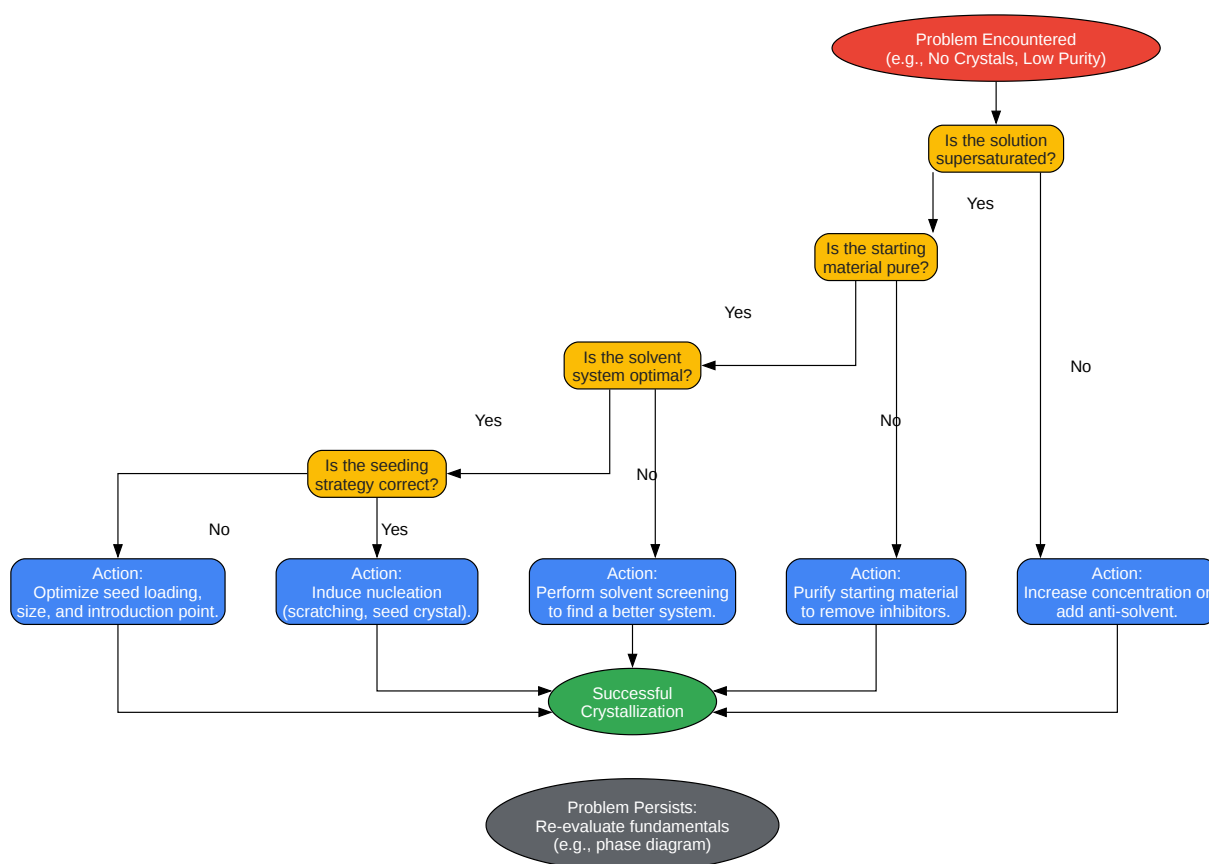 Problem Encountered
(e.g., No Crystals, Low Purity)
Is the solution
supersaturated?
Yes
Is the starting
material pure?
Yes
Is the solvent
system optimal?
No
Yes
No
Is the seeding
strategy correct?
No
No
Yes
Action:
Optimize seed loading,
size, and introduction point.
Action:
Induce nucleation
(scratching, seed crystal).
Action:
Perform solvent screening
to find a better system.
Action:
Purify starting material
to remove inhibitors.
Action:
Increase concentration or
add anti-solvent.
Successful
Crystallization
Problem Persists:
Re-evaluate fundamentals
(e.g., phase diagram)